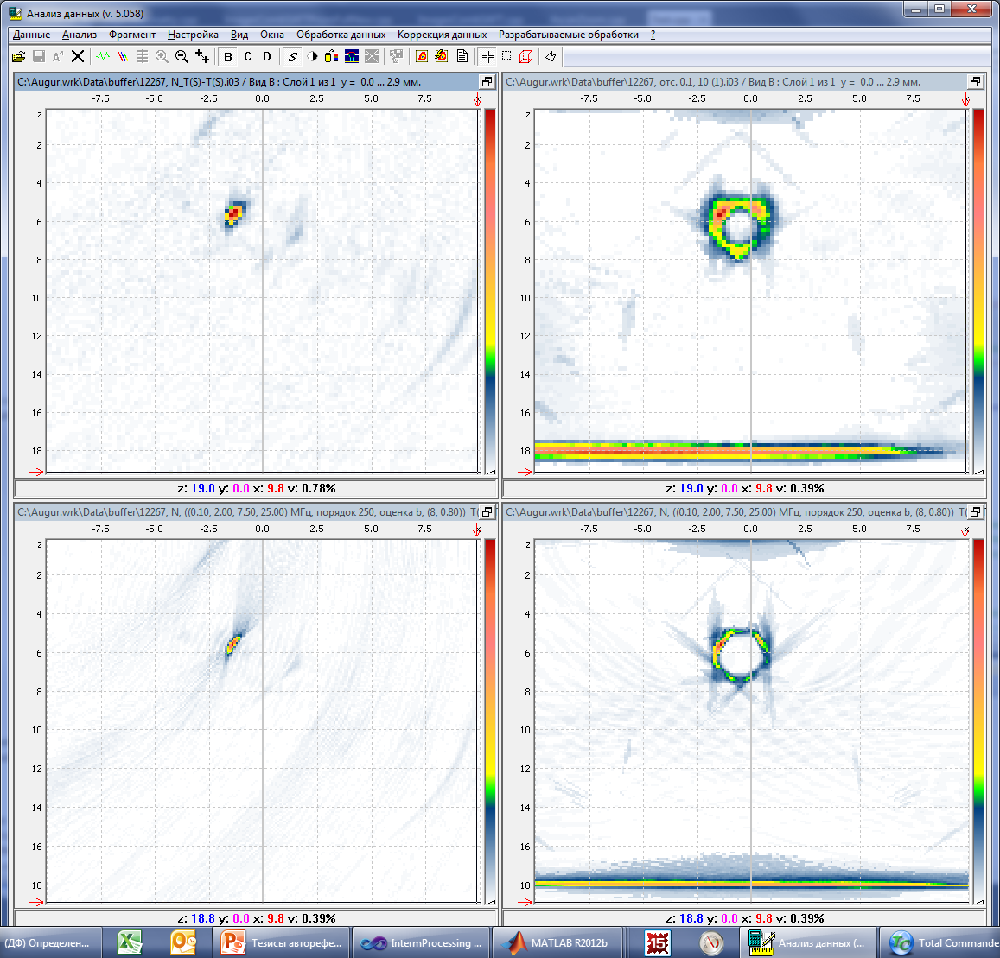 Анализ данных (v. 5.058)
Данные Анализ Фрагмент Настройка Вид Окна Обработка данных Коррекция данных Разрабатываемые обработки ?
B C D S
C:\Augur.wrk\Data\buffer\12267, N_T(S)-T(S).i03 / Вид В : Слой 1 из 1 y = 0.0 ... 2.9 мм.
-7.5 -5.0 -2.5 0.0 2.5 5.0 7.5 x
z
2
4
6
8
10
12
14
16
18
z: 19.0 y: 0.0 x: 9.8 v: 0.78%
C:\Augur.wrk\Data\buffer\12267, отс. 0.1, 10 (1).i03 / Вид В : Слой 1 из 1 y = 0.0 ... 2.9 мм.
-7.5 -5.0 -2.5 0.0 2.5 5.0 7.5 x
z
2
4
6
8
10
12
14
16
18
z: 19.0 y: 0.0 x: 9.8 v: 0.39%
C:\Augur.wrk\Data\buffer\12267, N, ((0.10, 2.00, 7.50, 25.00) МГц, порядок 250, оценка b, (8, 0.80))_T(
-7.5 -5.0 -2.5 0.0 2.5 5.0 7.5 x
z
2
4
6
8
10
12
14
16
18
z: 18.8 y: 0.0 x: 9.8 v: 0.39%
C:\Augur.wrk\Data\buffer\12267, N, ((0.10, 2.00, 7.50, 25.00) МГц, порядок 250, оценка b, (8, 0.80))_T(
-7.5 -5.0 -2.5 0.0 2.5 5.0 7.5 x
z
2
4
6
8
10
12
14
16
18
z: 18.8 y: 0.0 x: 9.8 v: 0.39%
(ДФ) Определен... Тезисы авторефе... IntermProcessing ... MATLAB R2012b 15 Анализ данных (... Total Commande